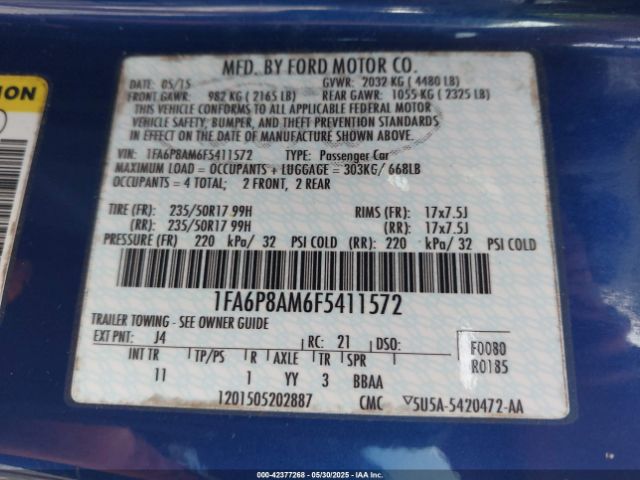 NION
MFD. BY FORD MOTOR CO.
DATE: 05/15 GVWR: 2032 KG ( 4480 LB)
FRONT GAWR: 982 KG ( 2165 LB) REAR GAWR: 1055 KG ( 2325 LB)
THIS VEHICLE CONFORMS TO ALL APPLICABLE FEDERAL MOTOR
VEHICLE SAFETY, BUMPER, AND THEFT PREVENTION STANDARDS
IN EFFECT ON THE DATE OF MANUFACTURE SHOWN ABOVE.
VIN: 1FA6P8AM6F5411572 TYPE: Passenger Car
MAXIMUM LOAD = OCCUPANTS + LUGGAGE = 303KG/ 668LB
OCCUPANTS = 4 TOTAL; 2 FRONT, 2 REAR
TIRE (FR): 235/50R17 99H RIMS (FR): 17x7.5J
(RR): 235/50R17 99H (RR): 17x7.5J
PRESSURE (FR) 220 kPa/ 32 PSI COLD (RR): 220 kPa/ 32 PSI COLD
1FA6P8AM6F5411572
TRAILER TOWING - SEE OWNER GUIDE
EXT PNT: J4 RC: 21 DSO: F0080
INT TR TP/PS R AXLE TR SPR R0185
11 1 YY 3 BBAA
1201505202887 CMC 5U5A-5420472-AA
000-42377268 - 05/30/2025 - IAA Inc.